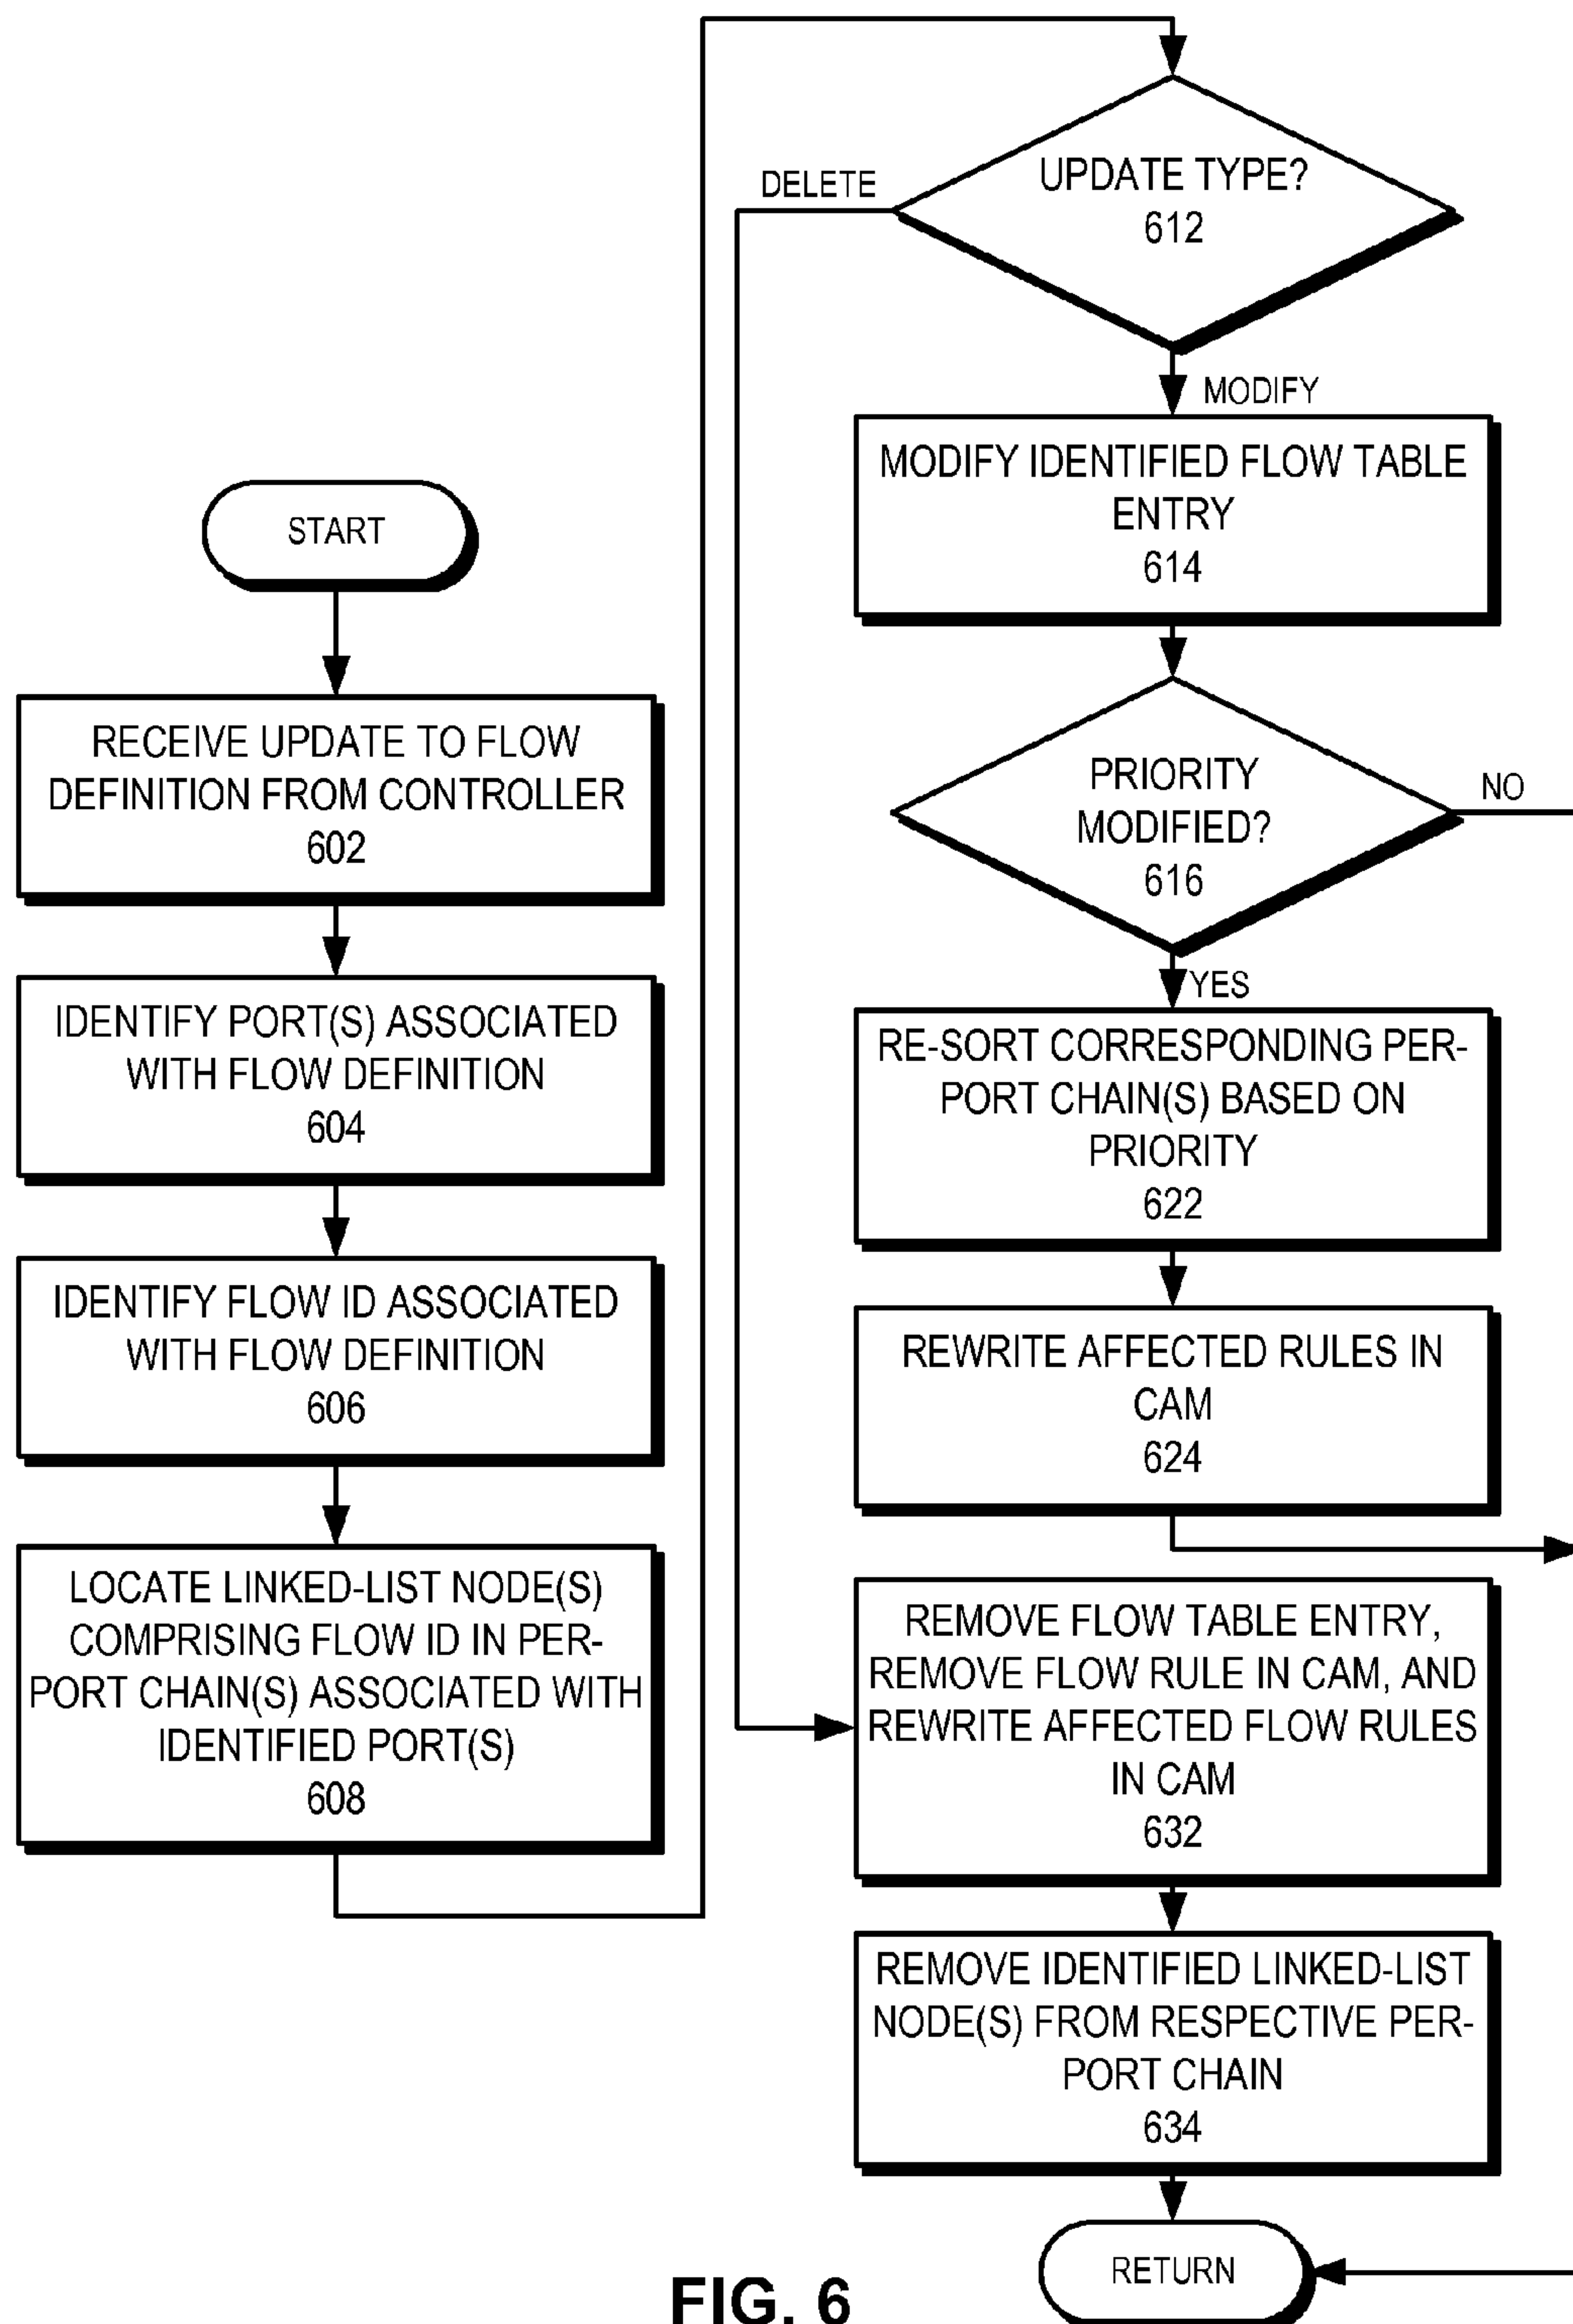 START
RECEIVE UPDATE TO FLOW
DEFINITION FROM CONTROLLER
602
IDENTIFY PORT(S) ASSOCIATED
WITH FLOW DEFINITION
604
IDENTIFY FLOW ID ASSOCIATED
WITH FLOW DEFINITION
606
LOCATE LINKED-LIST NODE(S)
COMPRISING FLOW ID IN PER-
PORT CHAIN(S) ASSOCIATED WITH
IDENTIFIED PORT(S)
608
UPDATE TYPE?
612
DELETE
MODIFY
MODIFY IDENTIFIED FLOW TABLE
ENTRY
614
PRIORITY
MODIFIED?
616
NO
YES
RE-SORT CORRESPONDING PER-
PORT CHAIN(S) BASED ON
PRIORITY
622
REWRITE AFFECTED RULES IN
CAM
624
REMOVE FLOW TABLE ENTRY,
REMOVE FLOW RULE IN CAM, AND
REWRITE AFFECTED FLOW RULES
IN CAM
632
REMOVE IDENTIFIED LINKED-LIST
NODE(S) FROM RESPECTIVE PER-
PORT CHAIN
634
RETURN
FIG. 6